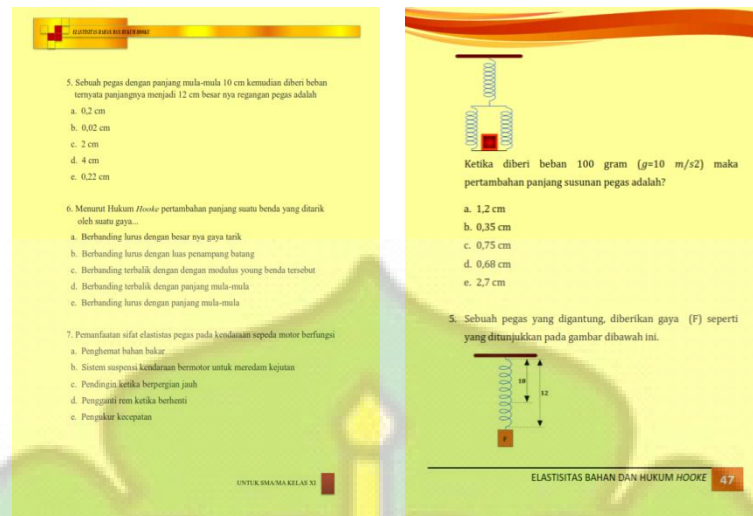 ELASTISITAS BAHAN DAN HUKUM HOOKE
5. Sebuah pegas dengan panjang mula-mula 10 cm kemudian diberi beban
ternyata panjangnya menjadi 12 cm besar nya regangan pegas adalah
a. 0,2 cm
b. 0,02 cm
c. 2 cm
d. 4 cm
e. 0,22 cm
6. Menurut Hukum Hooke pertambahan panjang suatu benda yang ditarik
oleh suatu gaya...
a. Berbanding lurus dengan besar nya gaya tarik
b. Berbanding lurus dengan luas penampang batang
c. Berbanding terbalik dengan dengan modulus young benda tersebut
d. Berbanding terbalik dengan panjang mula-mula
e. Berbanding lurus dengan panjang mula-mula
7. Pemanfaatan sifat elastistas pegas pada kendaraan sepeda motor berfungsi
a. Penghemat bahan bakar
b. Sistem suspensi kendaraan bermotor untuk meredam kejutan
c. Pendingin ketika berpergian jauh
d. Pengganti rem ketika berhenti
e. Pengukur kecepatan
UNTUK SMA/MA KELAS XI
Ketika diberi beban 100 gram (g=10 m/s2) maka
pertambahan panjang susunan pegas adalah?
a. 1,2 cm
b. 0,35 cm
c. 0,75 cm
d. 0,68 cm
e. 2,7 cm
5. Sebuah pegas yang digantung, diberikan gaya (F) seperti
yang ditunjukkan pada gambar dibawah ini.
10
12
F
ELASTISITAS BAHAN DAN HUKUM HOOKE 47